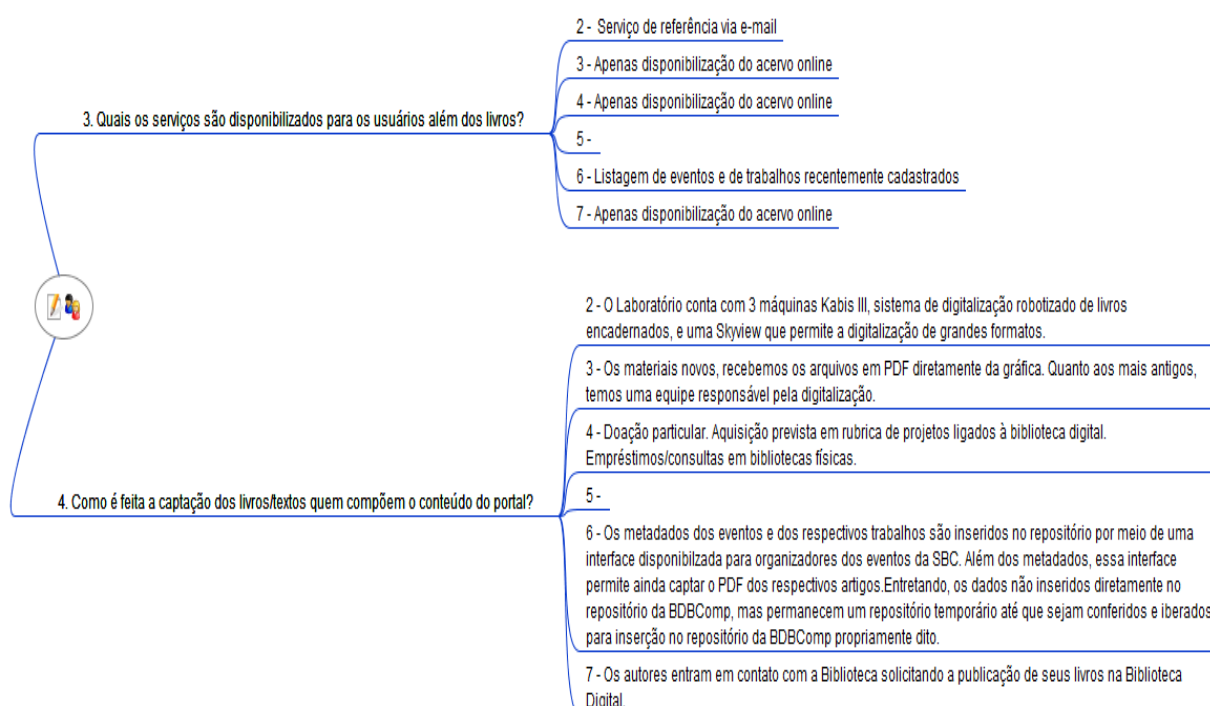 3. Quais os serviços são disponibilizados para os usuários além dos livros?
2 - Serviço de referência via e-mail
3 - Apenas disponibilização do acervo online
4 - Apenas disponibilização do acervo online
5 -
6 - Listagem de eventos e de trabalhos recentemente cadastrados
7 - Apenas disponibilização do acervo online
4. Como é feita a captação dos livros/textos quem compõem o conteúdo do portal?
2 - O Laboratório conta com 3 máquinas Kabis III, sistema de digitalização robotizado de livros
encadernados, e uma Skyview que permite a digitalização de grandes formatos.
3 - Os materiais novos, recebemos os arquivos em PDF diretamente da gráfica. Quanto aos mais antigos,
temos uma equipe responsável pela digitalização.
4 - Doação particular. Aquisição prevista em rubrica de projetos ligados à biblioteca digital.
Empréstimos/consultas em bibliotecas físicas.
5 -
6 - Os metadados dos eventos e dos respectivos trabalhos são inseridos no repositório por meio de uma
interface disponibilzada para organizadores dos eventos da SBC. Além dos metadados, essa interface
permite ainda captar o PDF dos respectivos artigos.Entretando, os dados não inseridos diretamente no
repositório da BDBComp, mas permanecem um repositório temporário até que sejam conferidos e iberados
para inserção no repositório da BDBComp propriamente dito.
7 - Os autores entram em contato com a Biblioteca solicitando a publicação de seus livros na Biblioteca
Digital.